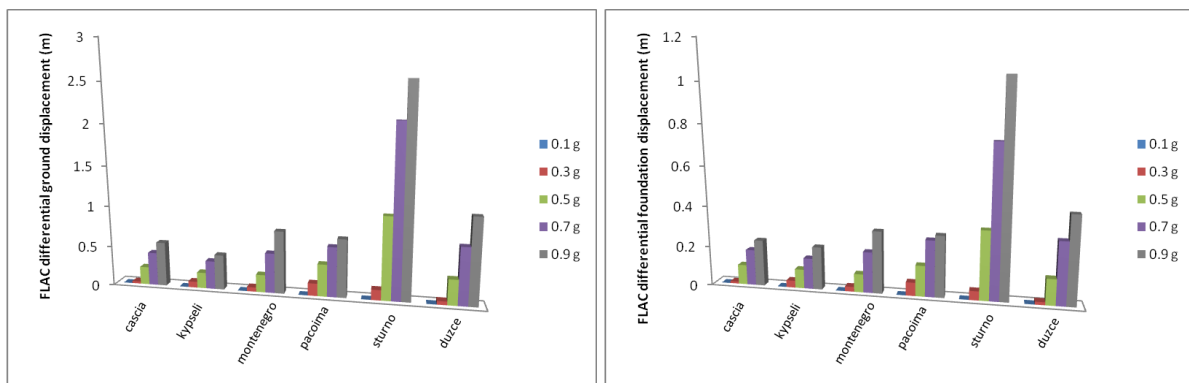 FLAC differential ground displacement (m)
3
2.5
2
1.5
1
0.5
0
cascia
kypseli
montenegro
pacoima
sturno
duzce
0.1 g
0.3 g
0.5 g
0.7 g
0.9 g
FLAC differential foundation displacement (m)
1.2
1
0.8
0.6
0.4
0.2
0
cascia
kypseli
montenegro
pacoima
sturno
duzce
0.1 g
0.3 g
0.5 g
0.7 g
0.9 g